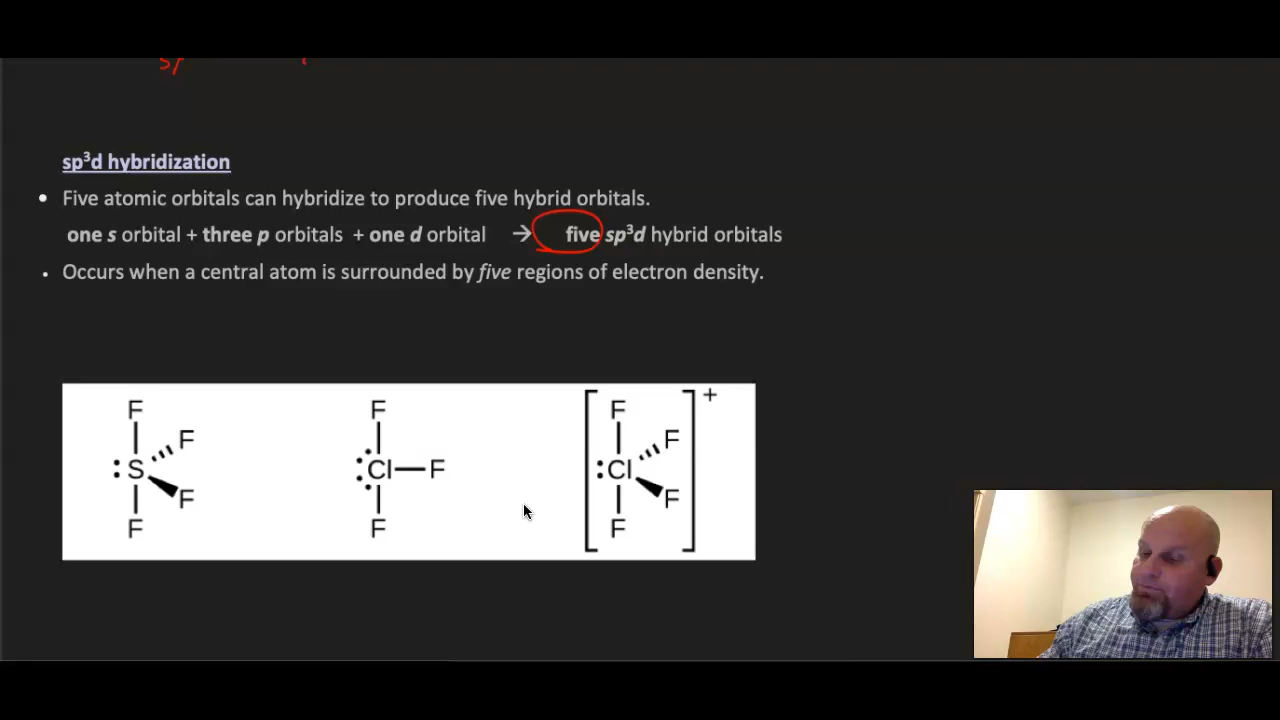 sp
sp³d hybridization
• Five atomic orbitals can hybridize to produce five hybrid orbitals.
one s orbital + three p orbitals + one d orbital → five sp³d hybrid orbitals
• Occurs when a central atom is surrounded by five regions of electron density.
F F F +
F F
:S Cl F :Cl
F F
F F F